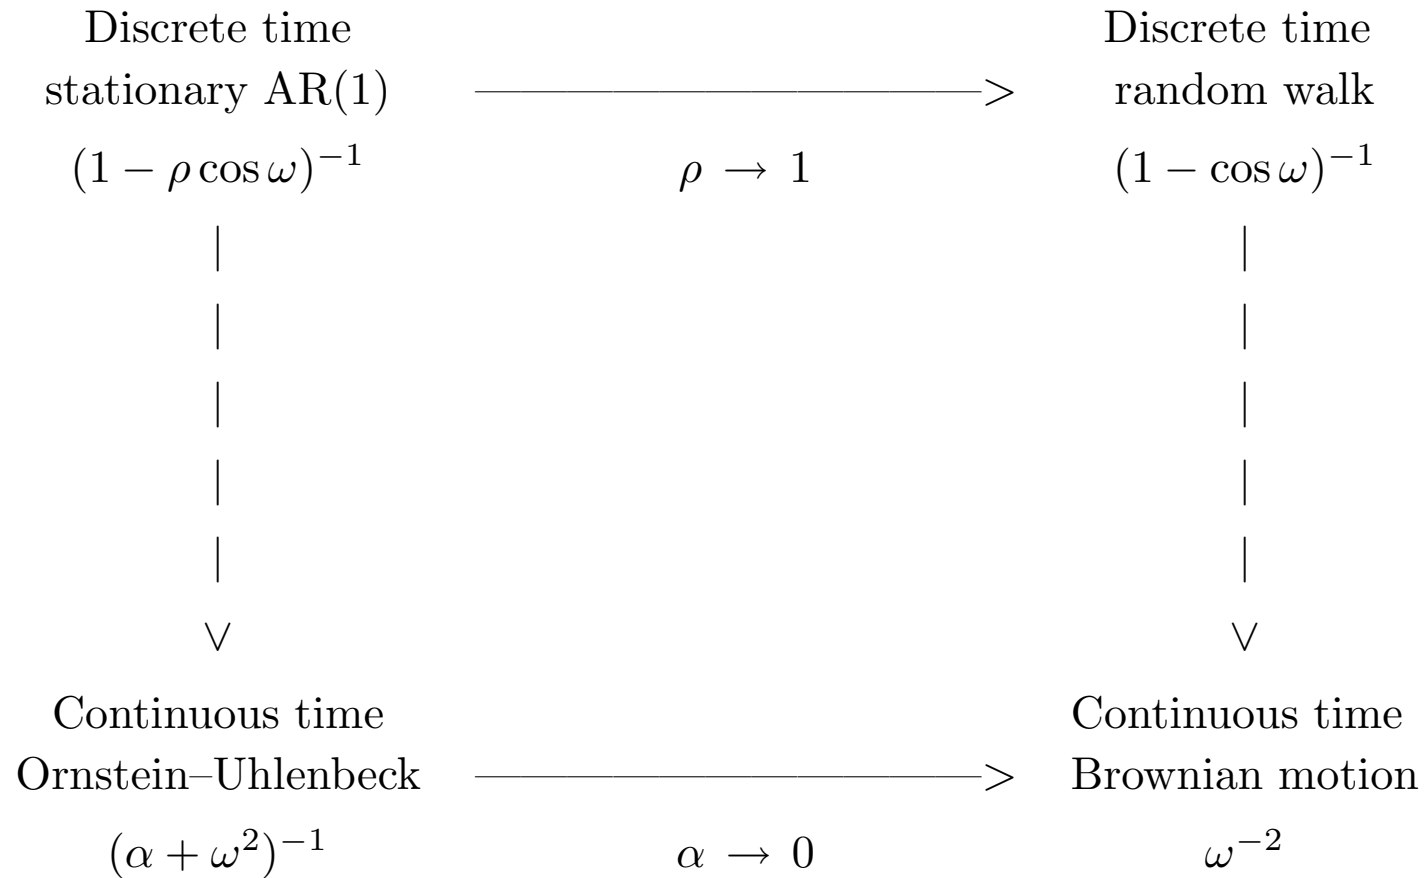 Discrete time
stationary AR(1)
(1 − ρ cos ω)⁻¹
ρ → 1
Discrete time
random walk
(1 − cos ω)⁻¹
Continuous time
Ornstein–Uhlenbeck
(α + ω²)⁻¹
α → 0
Continuous time
Brownian motion
ω⁻²